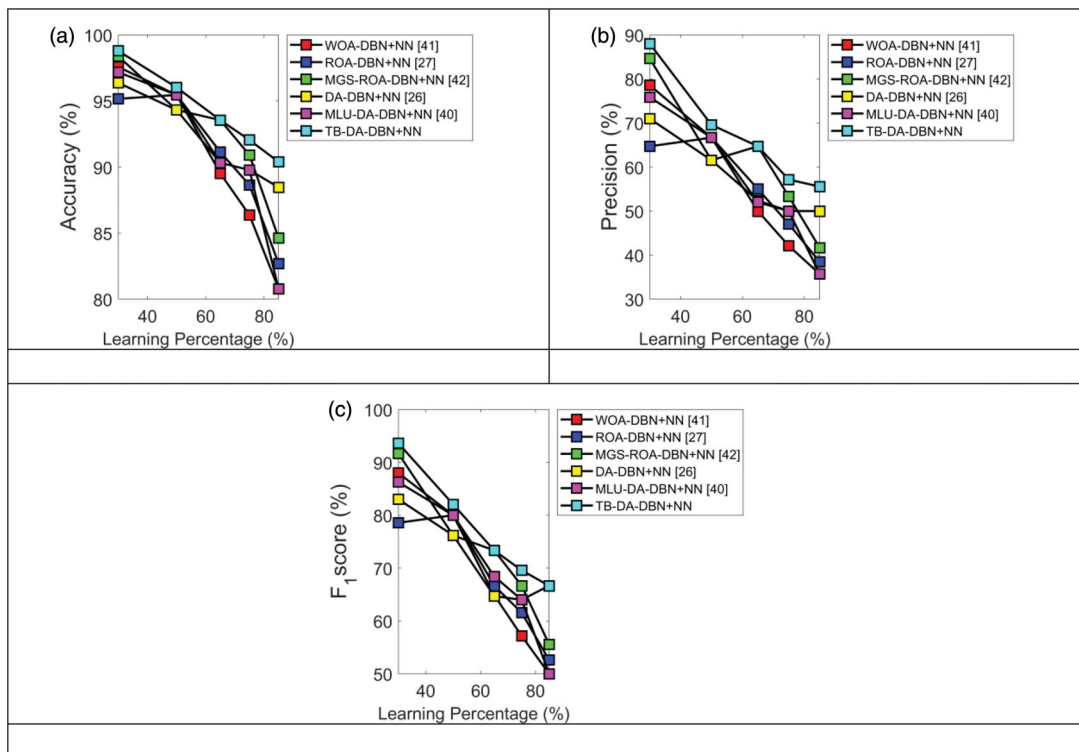 (a)
100
95
90
85
80
Accuracy (%)
40 60 80
Learning Percentage (%)
WOA-DBN+NN [41]
ROA-DBN+NN [27]
MGS-ROA-DBN+NN [42]
DA-DBN+NN [26]
MLU-DA-DBN+NN [40]
TB-DA-DBN+NN
(b)
90
80
70
60
50
40
30
Precision (%)
40 60 80
Learning Percentage (%)
WOA-DBN+NN [41]
ROA-DBN+NN [27]
MGS-ROA-DBN+NN [42]
DA-DBN+NN [26]
MLU-DA-DBN+NN [40]
TB-DA-DBN+NN
(c)
100
90
80
70
60
50
F1 score (%)
40 60 80
Learning Percentage (%)
WOA-DBN+NN [41]
ROA-DBN+NN [27]
MGS-ROA-DBN+NN [42]
DA-DBN+NN [26]
MLU-DA-DBN+NN [40]
TB-DA-DBN+NN